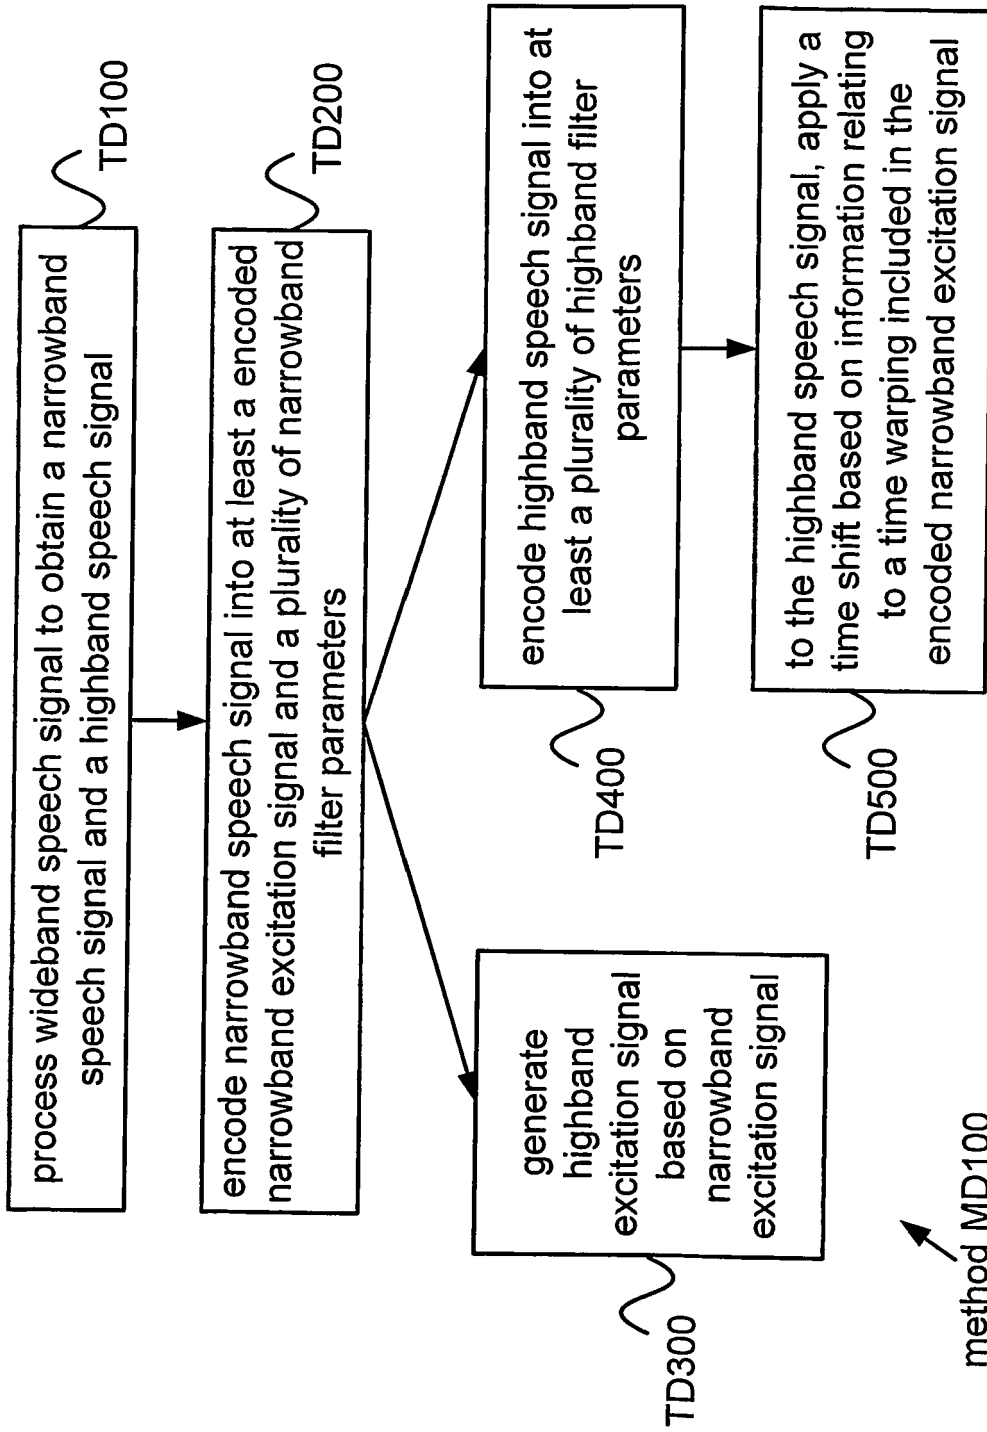 process wideband speech signal to obtain a narrowband
speech signal and a highband speech signal
TD100
encode narrowband speech signal into at least a encoded
narrowband excitation signal and a plurality of narrowband
filter parameters
TD200
generate
highband
excitation signal
based on
narrowband
excitation signal
TD300
encode highband speech signal into at
least a plurality of highband filter
parameters
TD400
to the highband speech signal, apply a
time shift based on information relating
to a time warping included in the
encoded narrowband excitation signal
TD500
method MD100